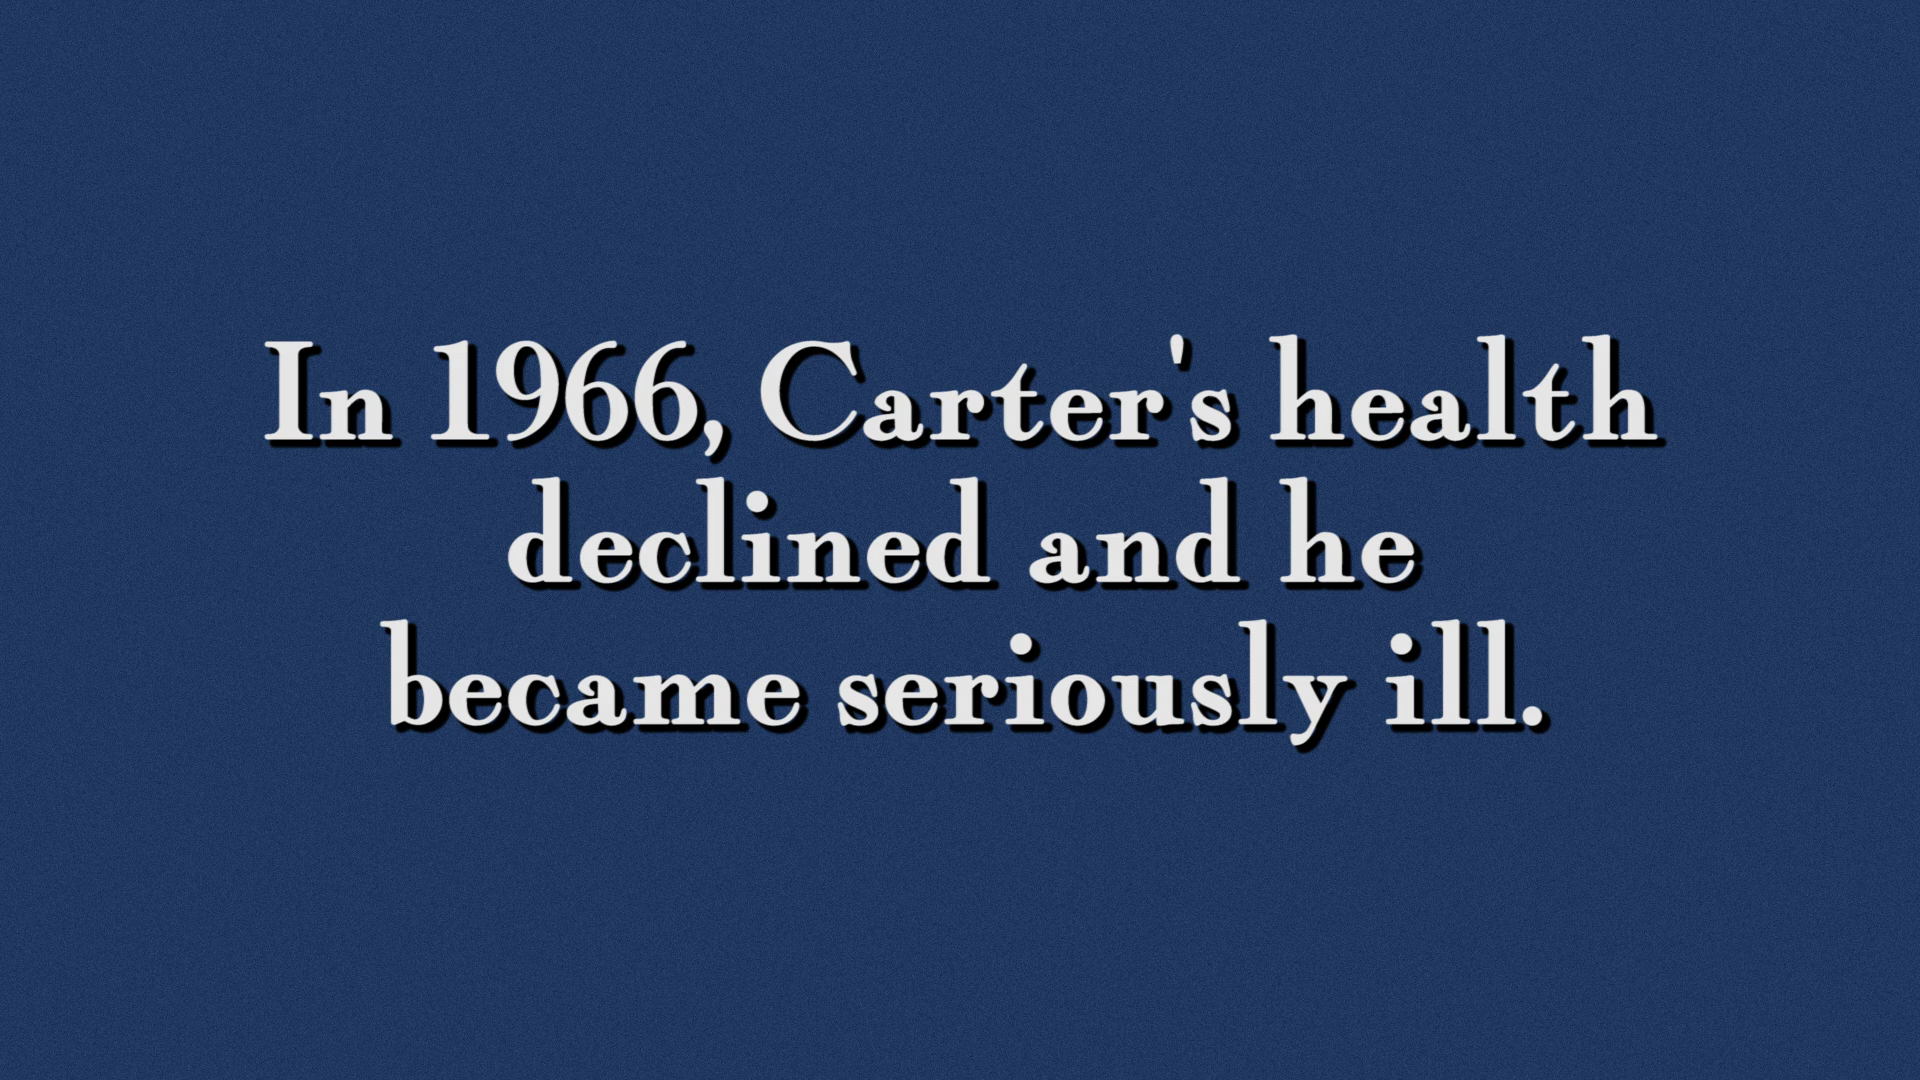 In 1966, Carter's health
declined and he
became seriously ill.